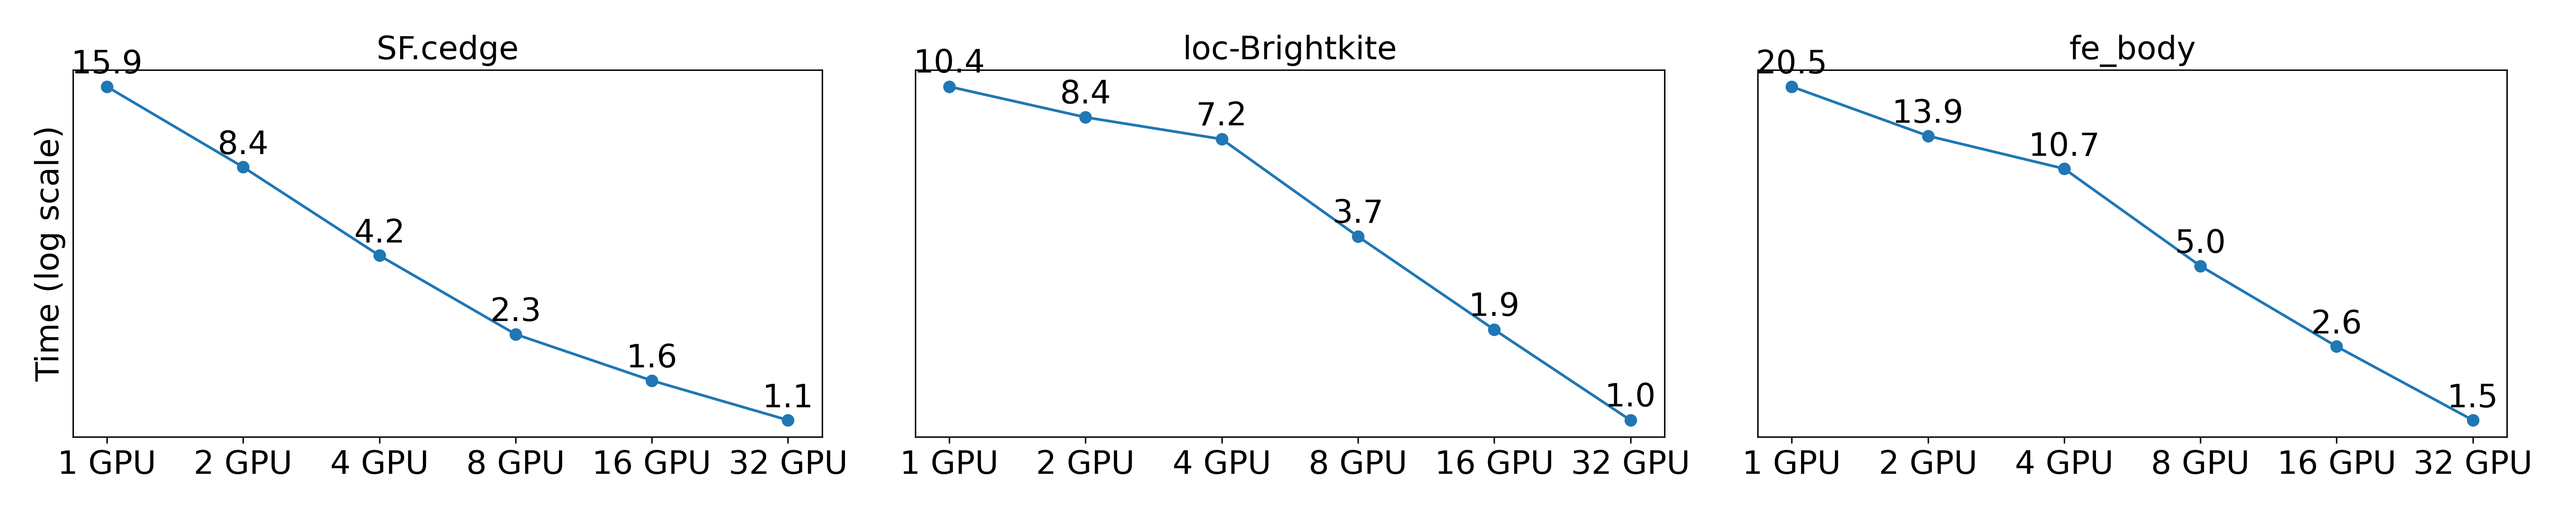 SF.cedge
15.9
8.4
4.2
2.3
1.6
1.1
Time (log scale)
1 GPU 2 GPU 4 GPU 8 GPU 16 GPU 32 GPU
loc-Brightkite
10.4
8.4
7.2
3.7
1.9
1.0
1 GPU 2 GPU 4 GPU 8 GPU 16 GPU 32 GPU
fe_body
20.5
13.9
10.7
5.0
2.6
1.5
1 GPU 2 GPU 4 GPU 8 GPU 16 GPU 32 GPU